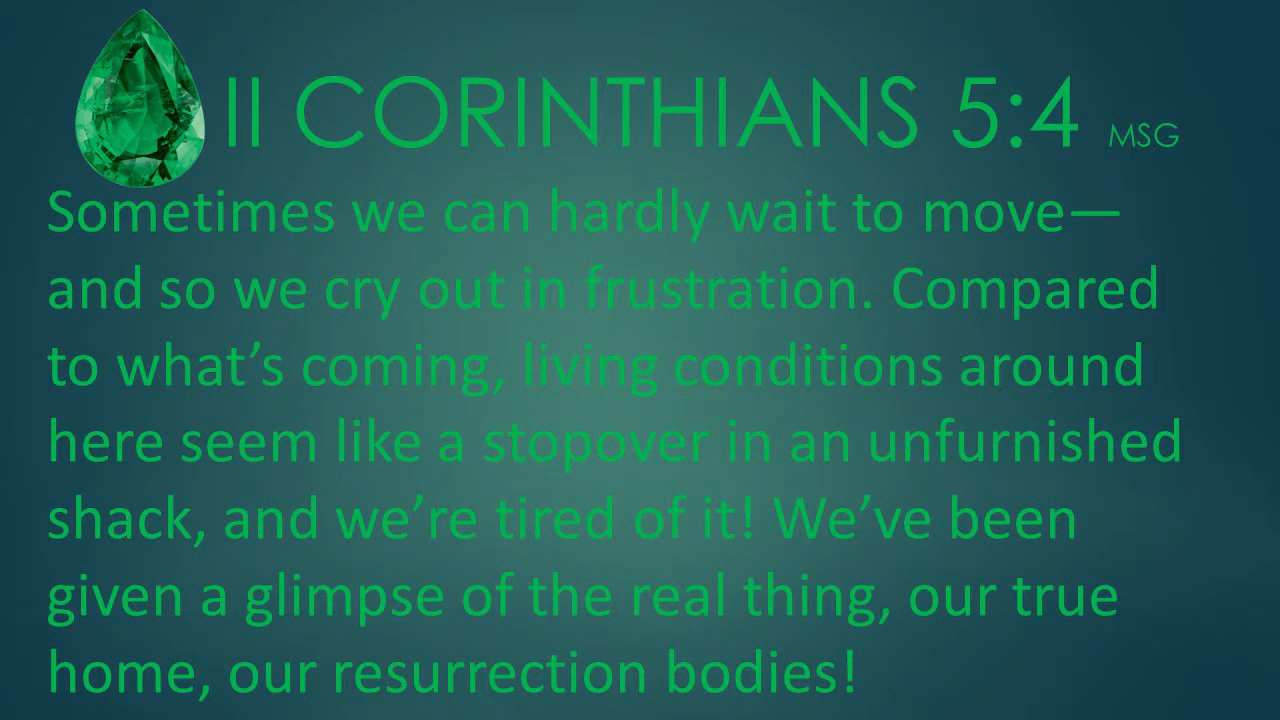 II CORINTHIANS 5:4 MSG
Sometimes we can hardly wait to move—
and so we cry out in frustration. Compared
to what’s coming, living conditions around
here seem like a stopover in an unfurnished
shack, and we’re tired of it! We’ve been
given a glimpse of the real thing, our true
home, our resurrection bodies!